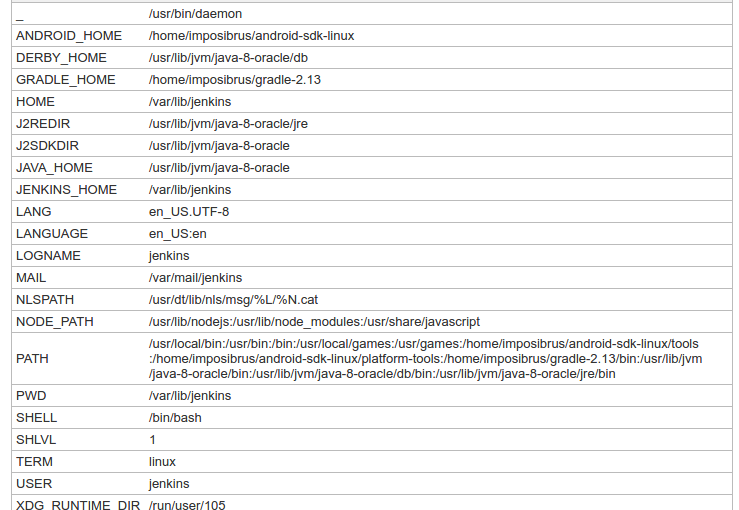 _ /usr/bin/daemon
ANDROID_HOME /home/imposibrus/android-sdk-linux
DERBY_HOME /usr/lib/jvm/java-8-oracle/db
GRADLE_HOME /home/imposibrus/gradle-2.13
HOME /var/lib/jenkins
J2REDIR /usr/lib/jvm/java-8-oracle/jre
J2SDKDIR /usr/lib/jvm/java-8-oracle
JAVA_HOME /usr/lib/jvm/java-8-oracle
JENKINS_HOME /var/lib/jenkins
LANG en_US.UTF-8
LANGUAGE en_US:en
LOGNAME jenkins
MAIL /var/mail/jenkins
NLSPATH /usr/dt/lib/nls/msg/%L/%N.cat
NODE_PATH /usr/lib/nodejs:/usr/lib/node_modules:/usr/share/javascript
/usr/local/bin:/usr/bin:/bin:/usr/local/games:/usr/games:/home/imposibrus/android-sdk-linux/tools
PATH :/home/imposibrus/android-sdk-linux/platform-tools:/home/imposibrus/gradle-2.13/bin:/usr/lib/jvm
/java-8-oracle/bin:/usr/lib/jvm/java-8-oracle/db/bin:/usr/lib/jvm/java-8-oracle/jre/bin
PWD /var/lib/jenkins
SHELL /bin/bash
SHLVL 1
TERM linux
USER jenkins
XDG_RUNTIME_DIR /run/user/105